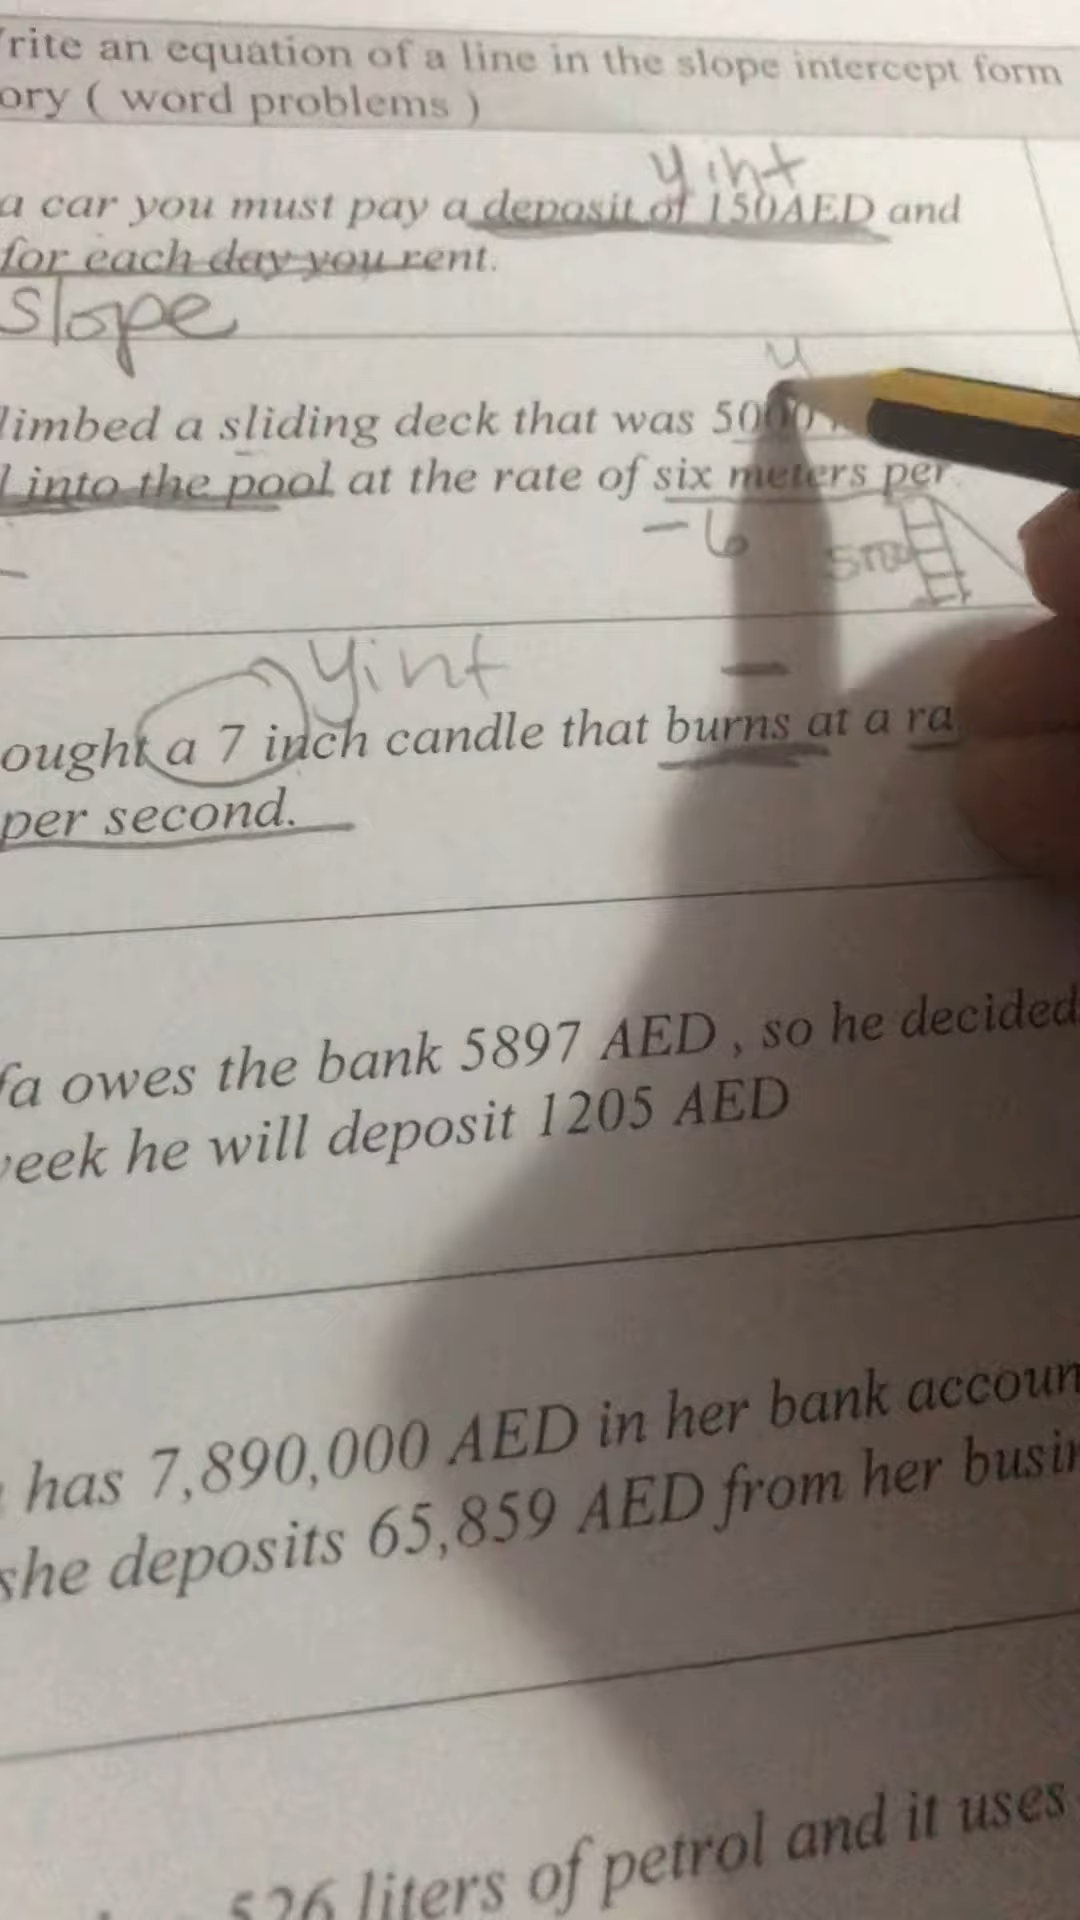 rite an equation of a line in the slope intercept form
ory ( word problems )
y int
a car you must pay a deposit of 150AED and
for each day you rent.
slope
y
limbed a sliding deck that was 5000
l into the pool at the rate of six meters per
-6
y int
ought a 7 inch candle that burns at a ra
per second.
fa owes the bank 5897 AED , so he decided
eek he will deposit 1205 AED
has 7,890,000 AED in her bank accoun
she deposits 65,859 AED from her busin
526 liters of petrol and it uses